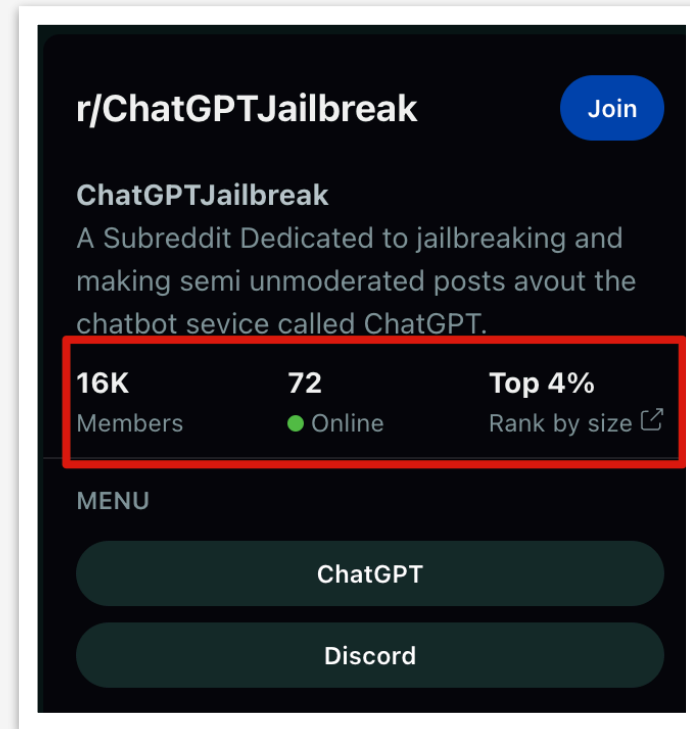 r/ChatGPTJailbreak Join
ChatGPTJailbreak
A Subreddit Dedicated to jailbreaking and
making semi unmoderated posts avout the
chatbot sevice called ChatGPT.
16K 72 Top 4%
Members Online Rank by size
MENU
ChatGPT
Discord